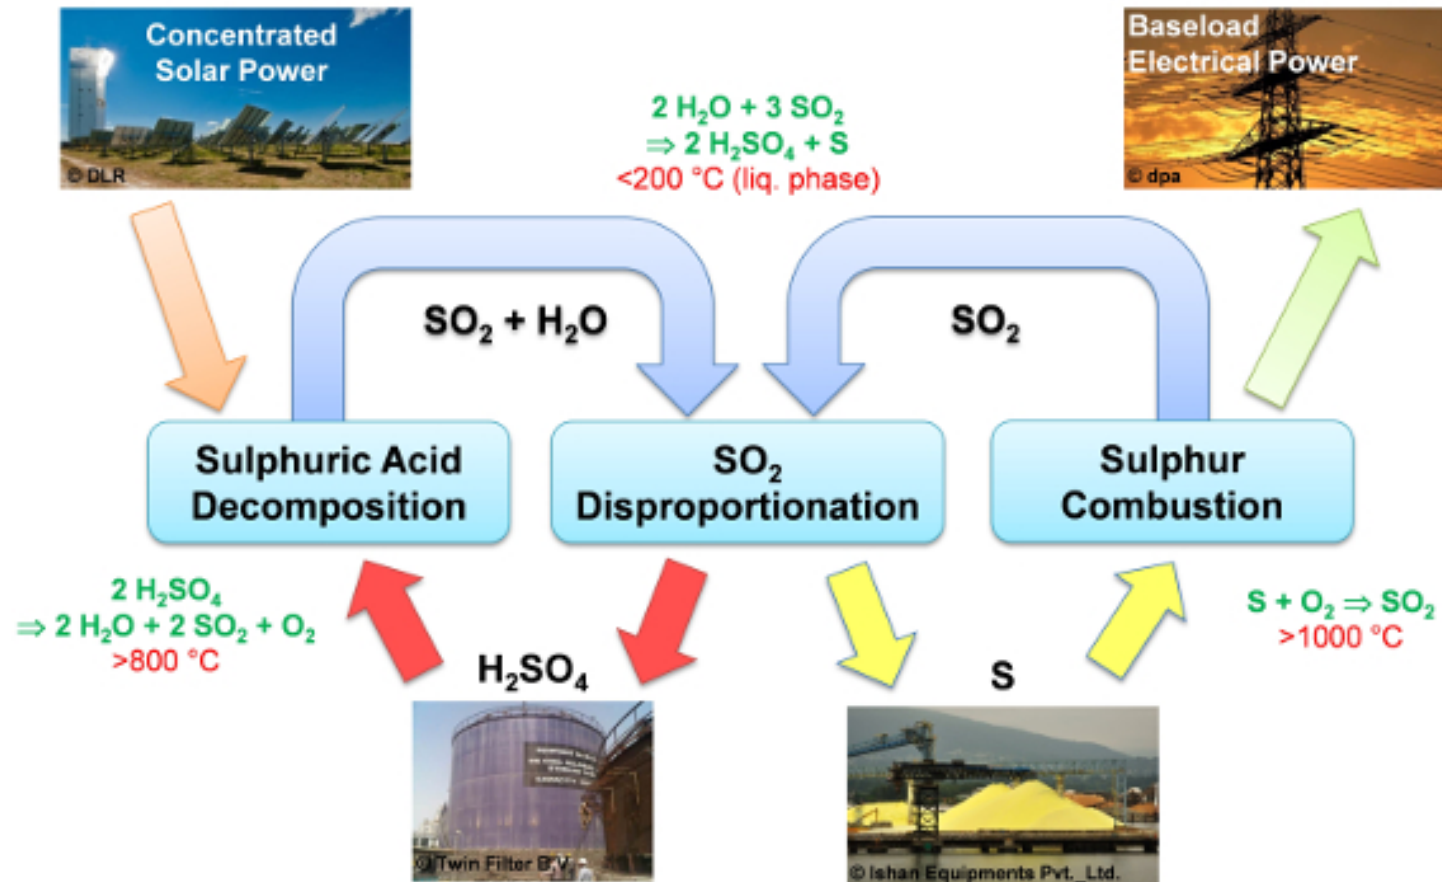 Concentrated
Solar Power
© DLR
2 H₂O + 3 SO₂
⇒ 2 H₂SO₄ + S
<200 °C (liq. phase)
Baseload
Electrical Power
© dpa
SO₂ + H₂O
SO₂
Sulphuric Acid
Decomposition
SO₂
Disproportionation
Sulphur
Combustion
2 H₂SO₄
⇒ 2 H₂O + 2 SO₂ + O₂
>800 °C
S + O₂ ⇒ SO₂
>1000 °C
H₂SO₄
S
© Twin Filter B.V.
© Ishan Equipments Pvt._Ltd.